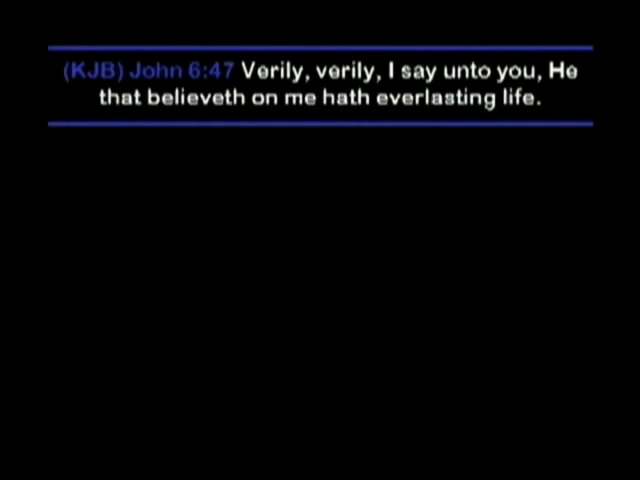 (KJB) John 6:47 Verily, verily, I say unto you, He
that believeth on me hath everlasting life.